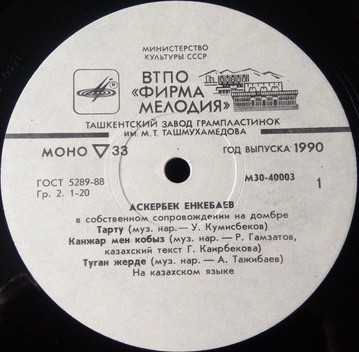 МИНИСТЕРСТВО
КУЛЬТУРЫ СССР
ВТПО
«ФИРМА
МЕЛОДИЯ»
ТАШКЕНТСКИЙ ЗАВОД ГРАМПЛАСТИНОК
ИМ. М. Т. ТАШМУХАМЕДОВА
МОНО 33
ГОД ВЫПУСКА 1990
ГОСТ 5289-88
Гр. 2. 1-20
М30-40003
1
АСКЕРБЕК ЕНКЕБАЕВ
в собственном сопровождении на домбре
Тарту (муз. нар.— У. Кумисбеков)
Канжар мен кобыз (муз. нар.— Р. Гамзатов,
казахский текст Г. Каирбекова)
Туган жерде (муз. нар.— А. Тажибаев)
На казахском языке